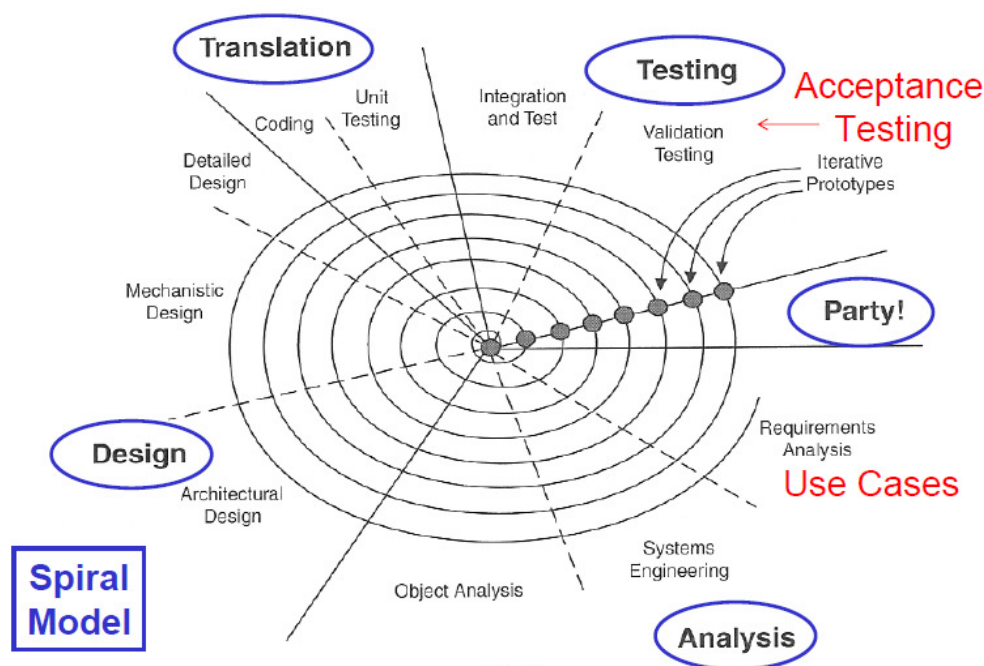 Translation
Testing
Acceptance
Testing
Unit
Testing
Integration
and Test
Coding
Validation
Testing
Detailed
Design
Iterative
Prototypes
Mechanistic
Design
Party!
Design
Requirements
Analysis
Use Cases
Architectural
Design
Systems
Engineering
Object Analysis
Spiral
Model
Analysis